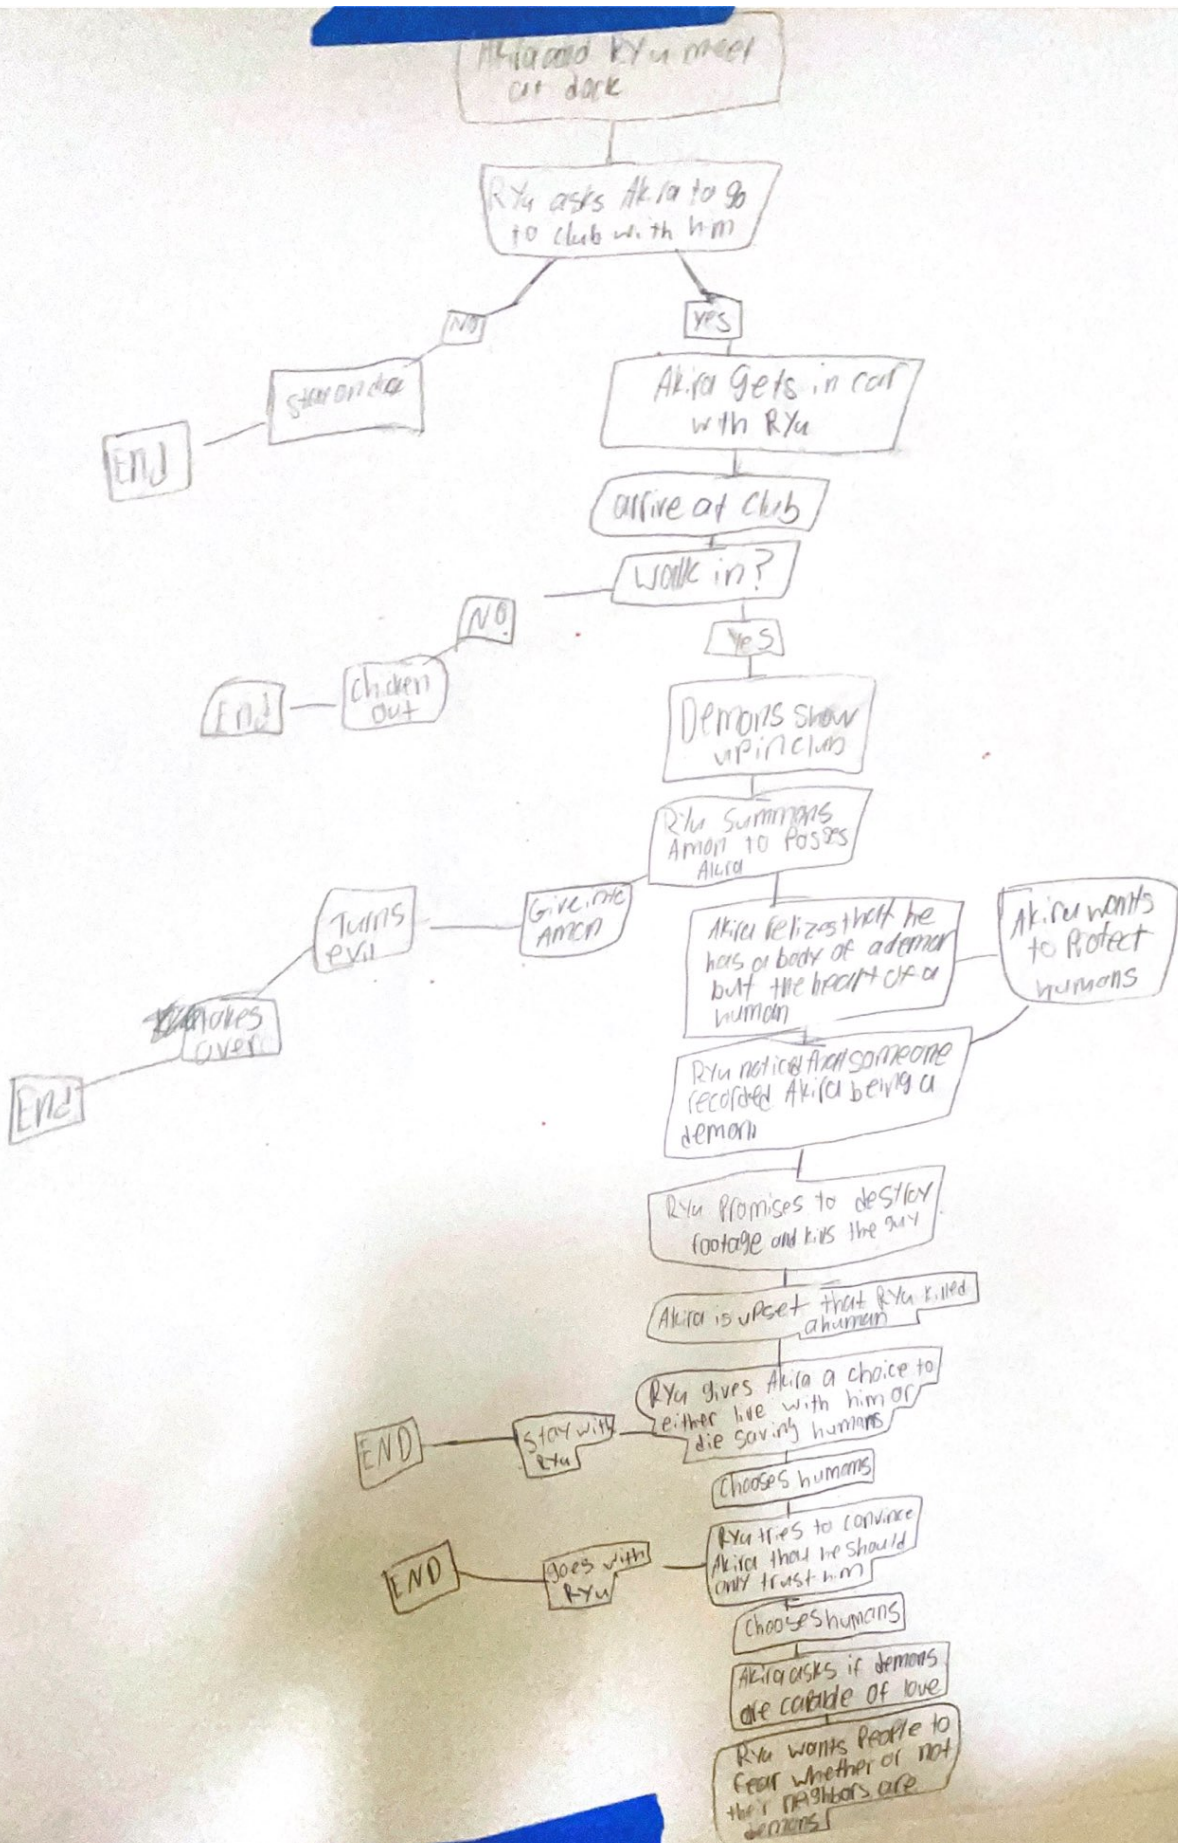 Akira and Ryu meet
at dock
RYu asks Akira to go
to club with him
NO
yes
Akira Gets in car
with RYu
End
arrive at Club
walk in?
NO
yes
Chicken
out
End
Demons show
up in club
RYu Summons
Amon to Posses
Akira
Give into
Amon
Turns
evil
takes
over
End
Akira relizes that he
has a body of a demon
but the heart of a
human
Akira wants
to Protect
humans
RYu noticed that someone
recorded Akira being a
demon
RYu Promises to destroy
footage and kills the guy
Akira is upset that RYu killed
a human
RYu gives Akira a choice to
either live with him or
die saving humans
Stay with
RYu
END
Chooses humans
RYu tries to convince
Akira that he should
only trust him
goes with
RYu
END
Chooses humans
Akira asks if demons
are capable of love
RYu wants People to
fear whether or not
their neighbors are
demons